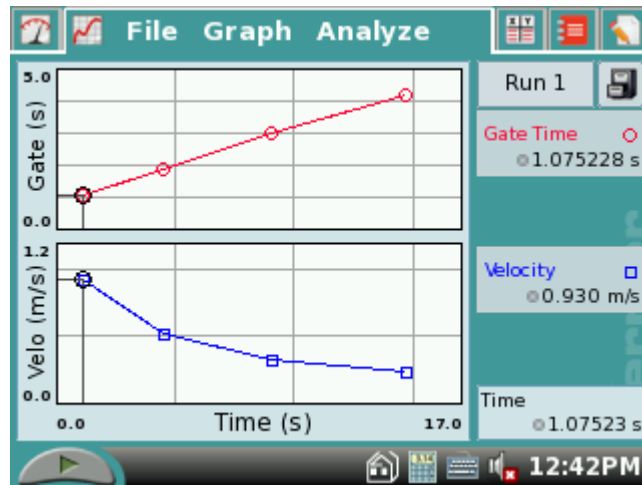 File Graph Analyze
X Y
5.0
Gate (s)
0.0
1.2
Velo (m/s)
0.0
0.0
Time (s)
17.0
Run 1
Gate Time
1.075228 s
Velocity
0.930 m/s
Time
1.07523 s
12:42PM